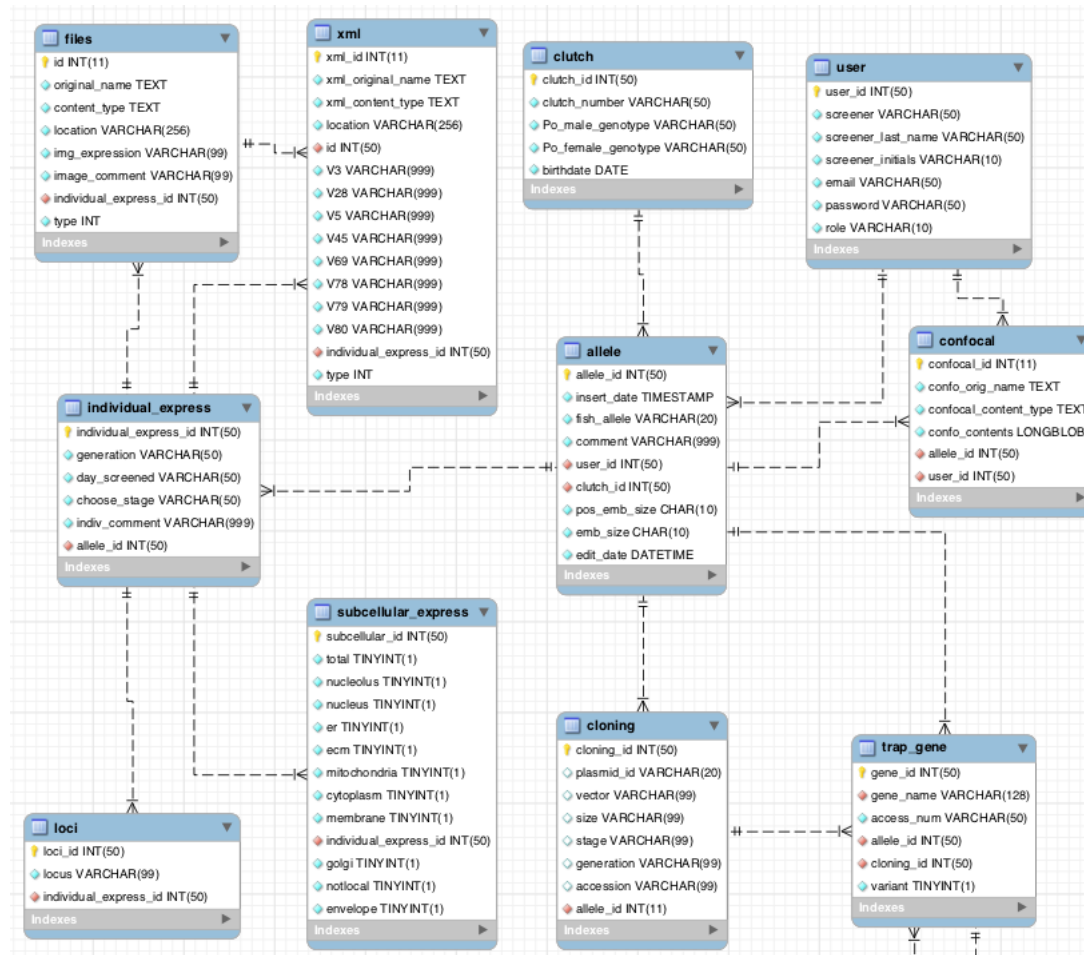 files
id INT(11)
original_name TEXT
content_type TEXT
location VARCHAR(256)
img_expression VARCHAR(99)
image_comment VARCHAR(99)
individual_express_id INT(50)
type INT
Indexes
xml
xml_id INT(11)
xml_original_name TEXT
xml_content_type TEXT
location VARCHAR(256)
id INT(50)
V3 VARCHAR(999)
V28 VARCHAR(999)
V5 VARCHAR(999)
V45 VARCHAR(999)
V69 VARCHAR(999)
V78 VARCHAR(999)
V79 VARCHAR(999)
V80 VARCHAR(999)
individual_express_id INT(50)
type INT
Indexes
clutch
clutch_id INT(50)
clutch_number VARCHAR(50)
Po_male_genotype VARCHAR(50)
Po_female_genotype VARCHAR(50)
birthdate DATE
Indexes
user
user_id INT(50)
screener VARCHAR(50)
screener_last_name VARCHAR(50)
screener_initials VARCHAR(10)
email VARCHAR(50)
password VARCHAR(50)
role VARCHAR(10)
Indexes
individual_express
individual_express_id INT(50)
generation VARCHAR(50)
day_screened VARCHAR(50)
choose_stage VARCHAR(50)
indiv_comment VARCHAR(999)
allele_id INT(50)
Indexes
allele
allele_id INT(50)
insert_date TIMESTAMP
fish_allele VARCHAR(20)
comment VARCHAR(999)
user_id INT(50)
clutch_id INT(50)
pos_emb_size CHAR(10)
emb_size CHAR(10)
edit_date DATETIME
Indexes
confocal
confocal_id INT(11)
confo_orig_name TEXT
confocal_content_type TEXT
confo_contents LONGBLOB
allele_id INT(50)
user_id INT(50)
Indexes
subcellular_express
subcellular_id INT(50)
total TINYINT(1)
nucleolus TINYINT(1)
nucleus TINYINT(1)
er TINYINT(1)
ecm TINYINT(1)
mitochondria TINYINT(1)
cytoplasm TINYINT(1)
membrane TINYINT(1)
individual_express_id INT(50)
golgi TINYINT(1)
notlocal TINYINT(1)
envelope TINYINT(1)
Indexes
cloning
cloning_id INT(50)
plasmid_id VARCHAR(20)
vector VARCHAR(99)
size VARCHAR(99)
stage VARCHAR(99)
generation VARCHAR(99)
accession VARCHAR(99)
allele_id INT(11)
Indexes
trap_gene
gene_id INT(50)
gene_name VARCHAR(128)
access_num VARCHAR(50)
allele_id INT(50)
cloning_id INT(50)
variant TINYINT(1)
Indexes
loci
loci_id INT(50)
locus VARCHAR(99)
individual_express_id INT(50)
Indexes